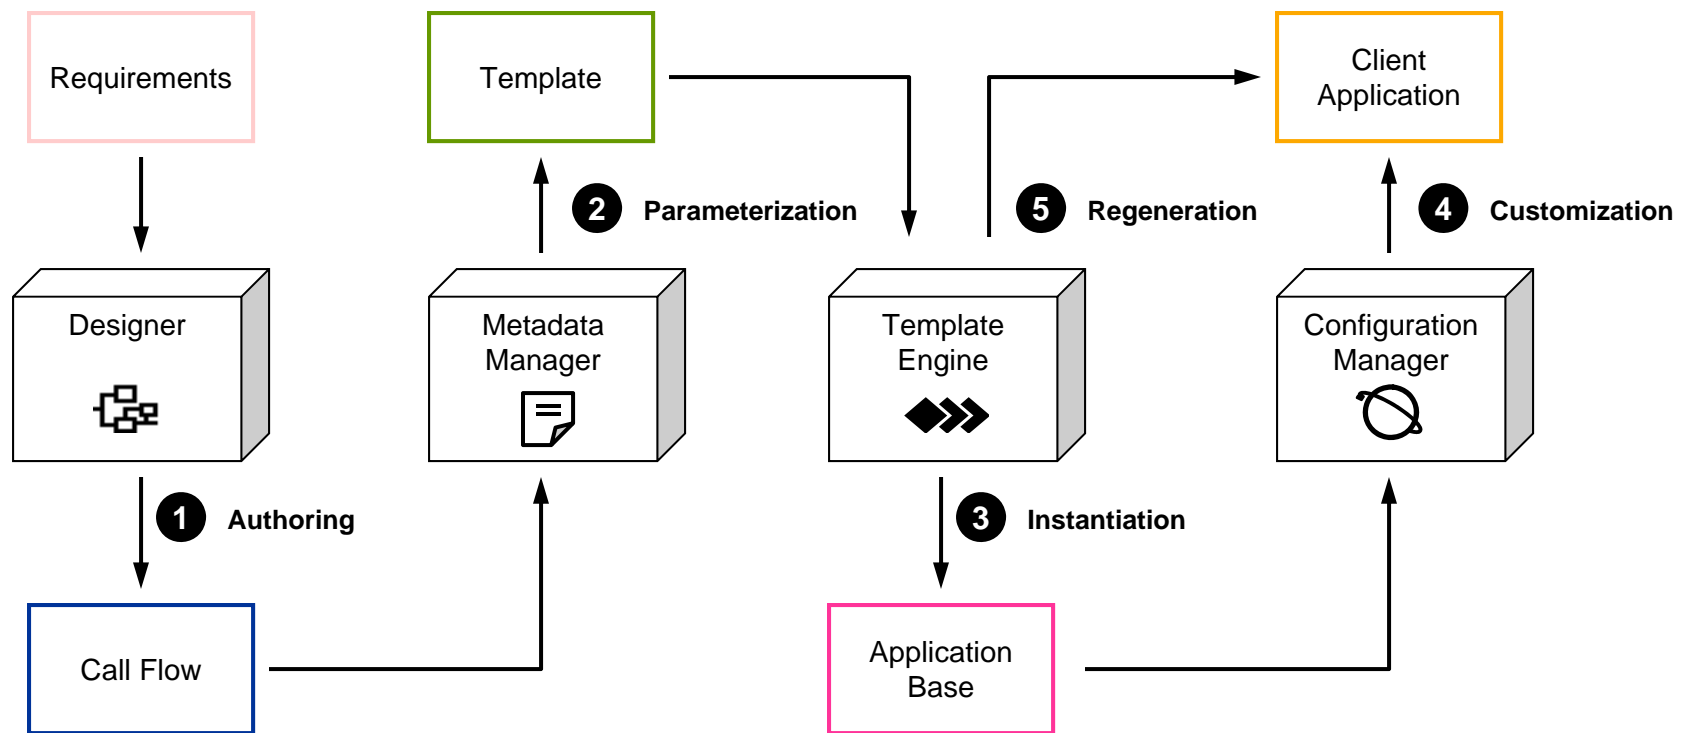 Requirements
Template
Client
Application
2 Parameterization
5 Regeneration
4 Customization
Designer
Metadata
Manager
Template
Engine
Configuration
Manager
1 Authoring
3 Instantiation
Call Flow
Application
Base